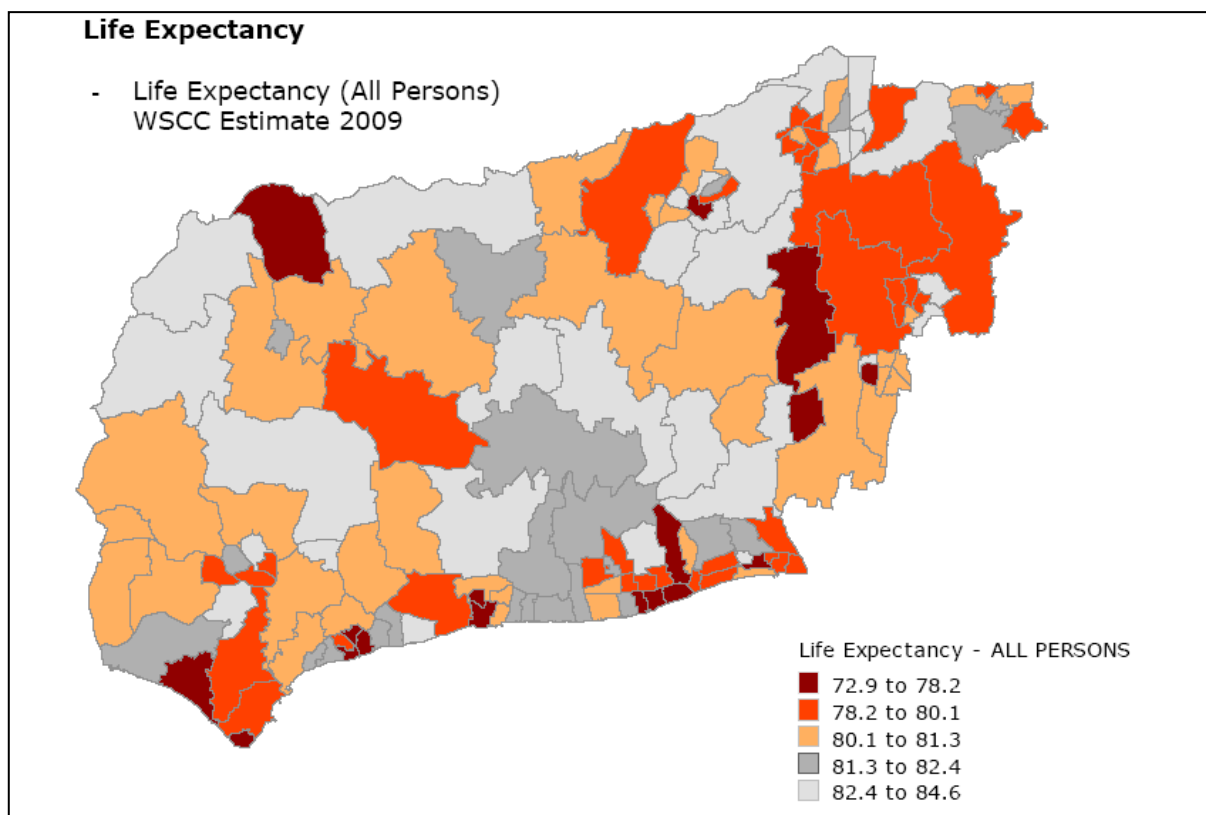 Life Expectancy
- Life Expectancy (All Persons)
WSCC Estimate 2009
Life Expectancy - ALL PERSONS
72.9 to 78.2
78.2 to 80.1
80.1 to 81.3
81.3 to 82.4
82.4 to 84.6